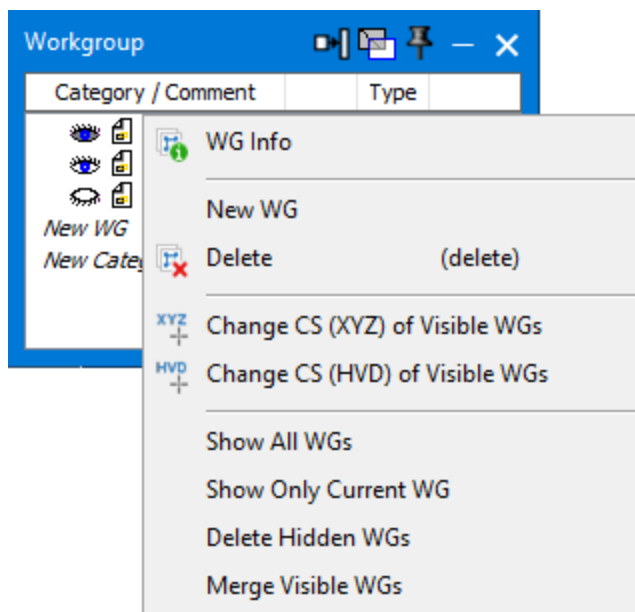 Workgroup
Category / Comment Type
WG Info
New WG
New WG
New Categ
Delete (delete)
XYZ Change CS (XYZ) of Visible WGs
HVD Change CS (HVD) of Visible WGs
Show All WGs
Show Only Current WG
Delete Hidden WGs
Merge Visible WGs